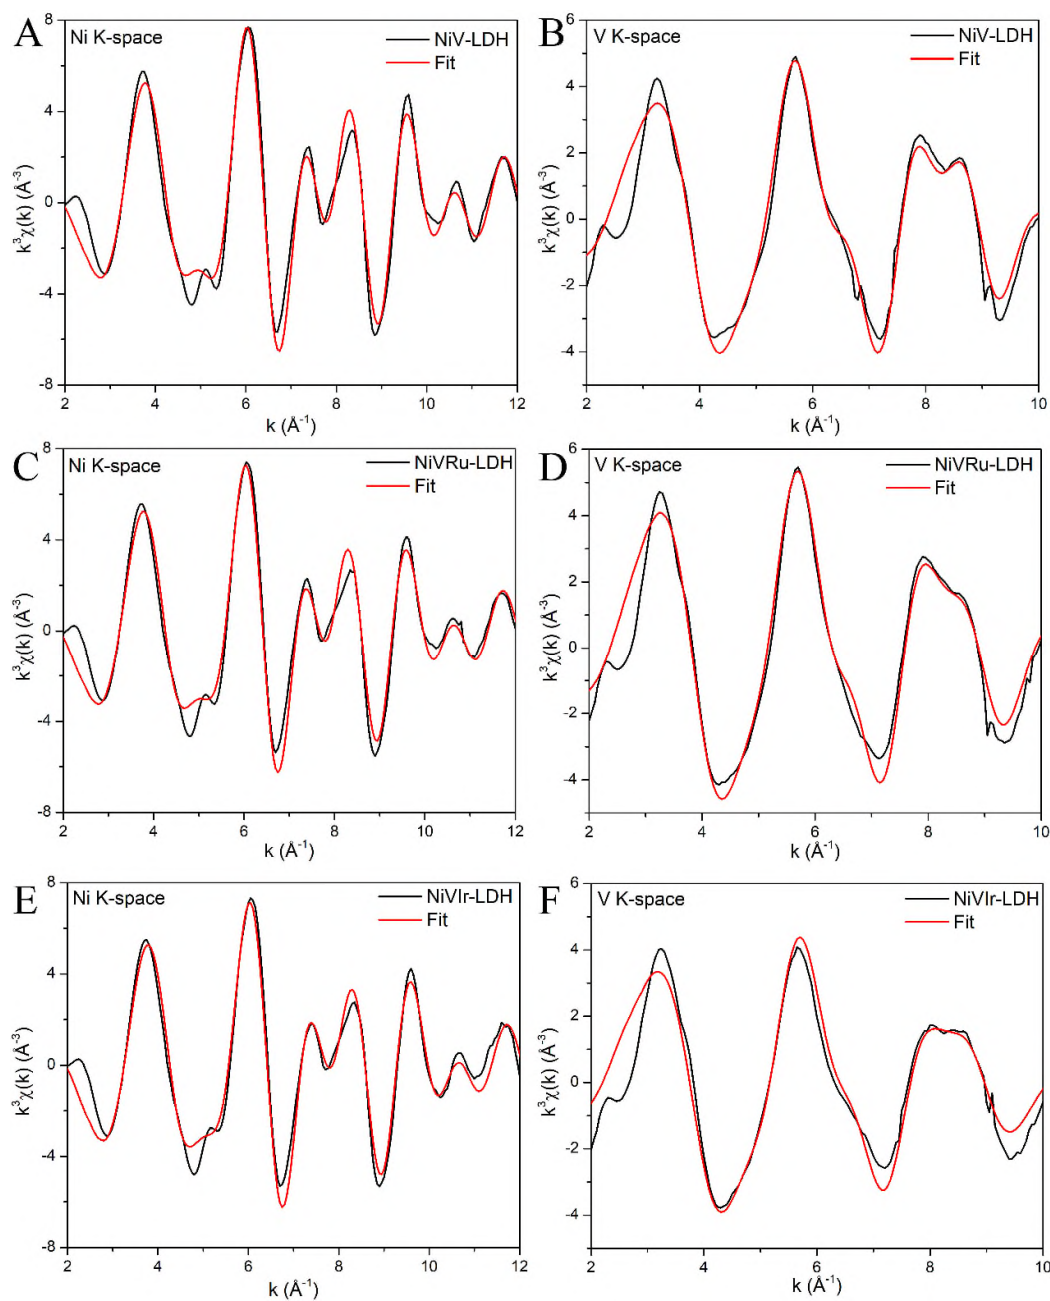 A
Ni K-space
NiV-LDH
Fit
8
4
0
-4
-8
k³χ(k) (Å⁻³)
2 4 6 8 10 12
k (Å⁻¹)
B
V K-space
NiV-LDH
Fit
6
4
2
0
-2
-4
k³χ(k) (Å⁻³)
2 4 6 8 10
k (Å⁻¹)
C
Ni K-space
NiVRu-LDH
Fit
8
4
0
-4
-8
k³χ(k) (Å⁻³)
2 4 6 8 10 12
k (Å⁻¹)
D
V K-space
NiVRu-LDH
Fit
6
4
2
0
-2
-4
k³χ(k) (Å⁻³)
2 4 6 8 10
k (Å⁻¹)
E
Ni K-space
NiVIr-LDH
Fit
8
4
0
-4
-8
k³χ(k) (Å⁻³)
2 4 6 8 10 12
k (Å⁻¹)
F
V K-space
NiVIr-LDH
Fit
6
4
2
0
-2
-4
k³χ(k) (Å⁻³)
2 4 6 8 10
k (Å⁻¹)